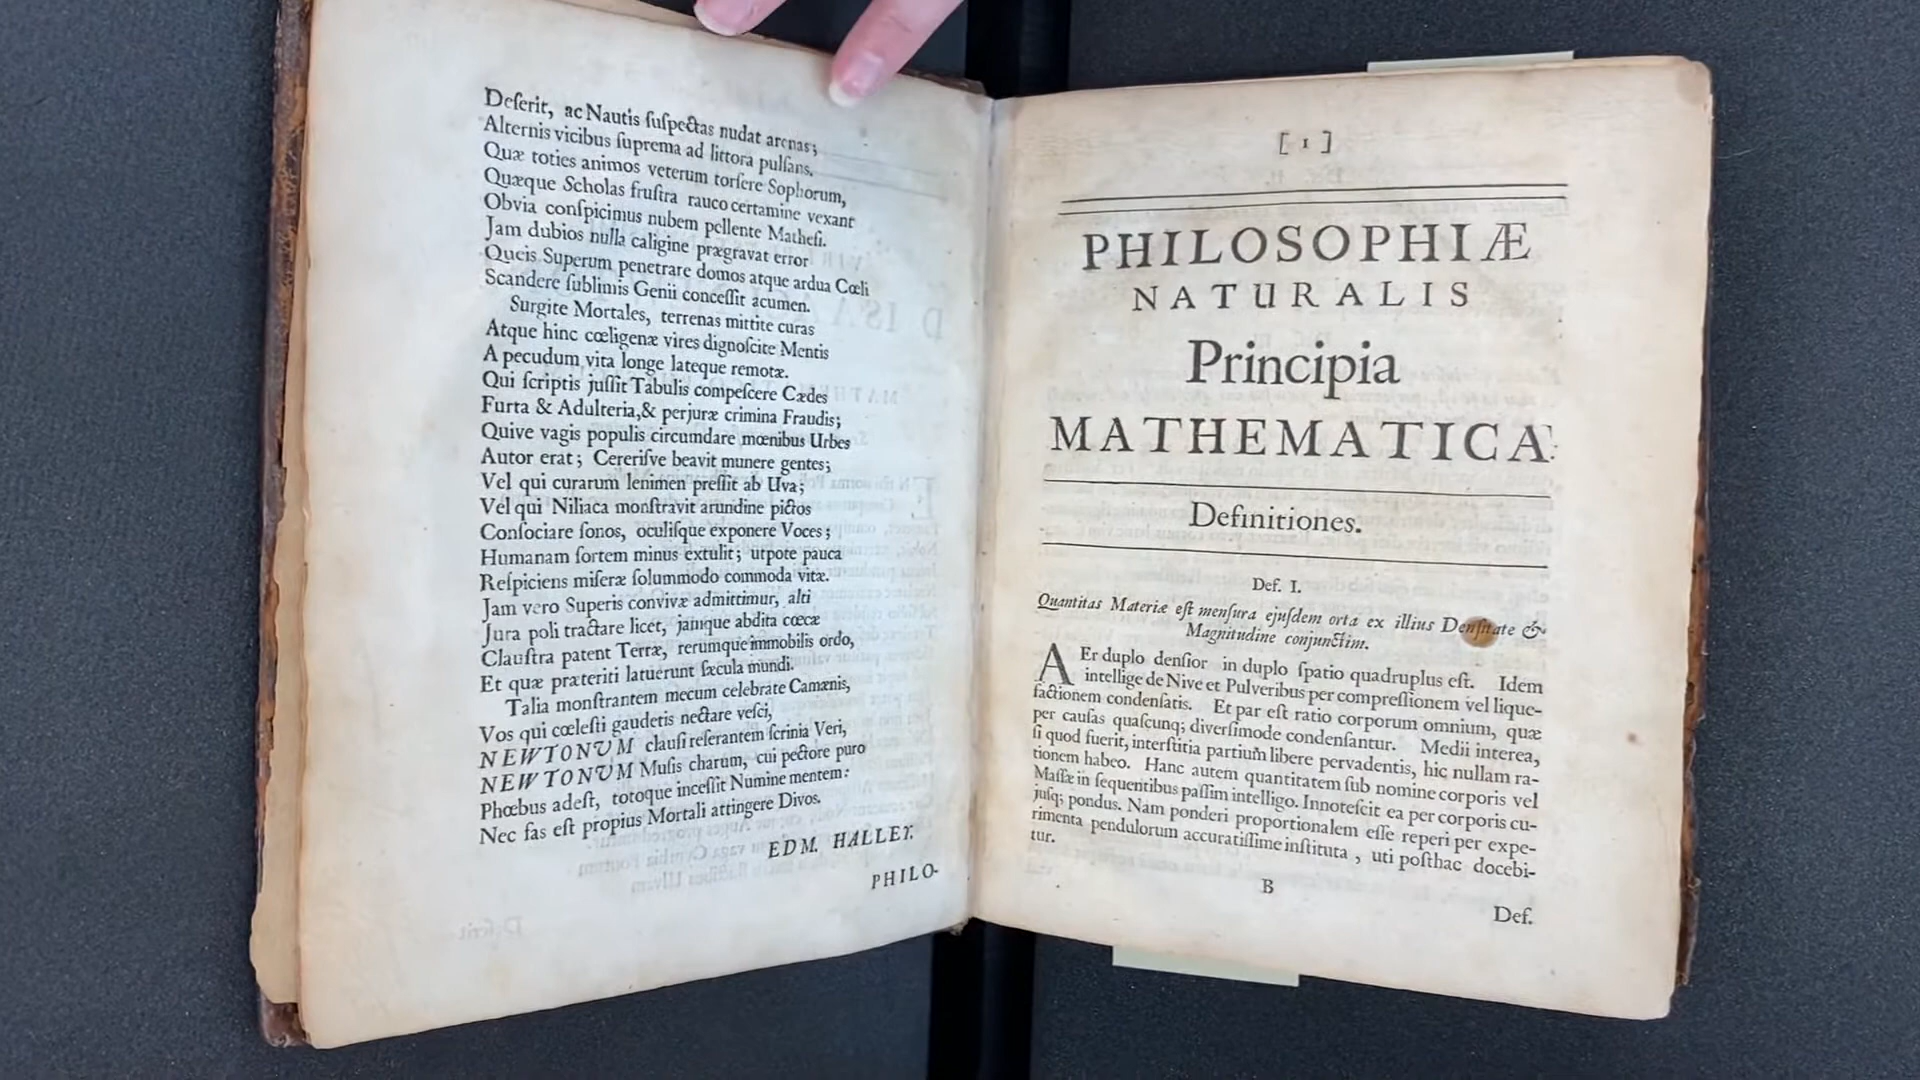 Deſerit, ac Nautis ſuſpectas nudat arenas;
Alternis vicibus ſuprema ad littora pulſans.
Quæ toties animos veterum torſere Sophorum,
Quæque Scholas fruſtra rauco certamine vexant
Obvia conſpicimus nubem pellente Matheſi.
Jam dubios nulla caligine prægravat error
Queis Superum penetrare domos atque ardua Cœli
Scandere ſublimis Genii conceſſit acumen.
Surgite Mortales, terrenas mittite curas
Atque hinc cœligenæ vires dignoſcite Mentis
A pecudum vita longe lateque remotæ.
Qui ſcriptis juſſit Tabulis compeſcere Cædes
Furta & Adulteria,& perjuræ crimina Fraudis;
Quive vagis populis circumdare mœnibus Urbes
Autor erat; Cereriſve beavit munere gentes;
Vel qui curarum lenimen preſſit ab Uva;
Vel qui Niliaca monſtravit arundine pictos
Conſociare ſonos, oculiſque exponere Voces;
Humanam ſortem minus extulit; utpote pauca
Reſpiciens miſeræ ſolummodo commoda vitæ.
Jam vero Superis convivæ admittimur, alti
Jura poli tractare licet, jamque abdita cœcæ
Clauſtra patent Terræ, rerumque immobilis ordo,
Et quæ præteriti latuerunt ſæcula mundi.
Talia monſtrantem mecum celebrate Camænis,
Vos qui cœleſti gaudetis nectare veſci,
NEWTONUM clauſi reſerantem ſcrinia Veri,
NEWTONUM Muſis charum, cui pectore puro
Phœbus adeſt, totoque inceſſit Numine mentem:
Nec fas eſt propius Mortali attingere Divos.
EDM. HALLEY.
PHILO-
[ 1 ]
PHILOSOPHIÆ
NATURALIS
Principia
MATHEMATICA.
Definitiones.
Def. I.
Quantitas Materiæ eſt menſura ejuſdem orta ex illius Denſitate &
Magnitudine conjunctim.
AEr duplo denſior in duplo ſpatio quadruplus eſt. Idem
intellige de Nive et Pulveribus per compreſſionem vel lique-
factionem condenſatis. Et par eſt ratio corporum omnium, quæ
per cauſas quaſcunq; diverſimode condenſantur. Medii interea,
ſi quod fuerit, interſtitia partium libere pervadentis, hic nullam ra-
tionem habeo. Hanc autem quantitatem ſub nomine corporis vel
Maſſæ in ſequentibus paſſim intelligo. Innoteſcit ea per corporis cu-
juſq; pondus. Nam ponderi proportionalem eſſe reperi per expe-
rimenta pendulorum accuratiſſime inſtituta, uti poſthac docebi-
tur.
B
Def.